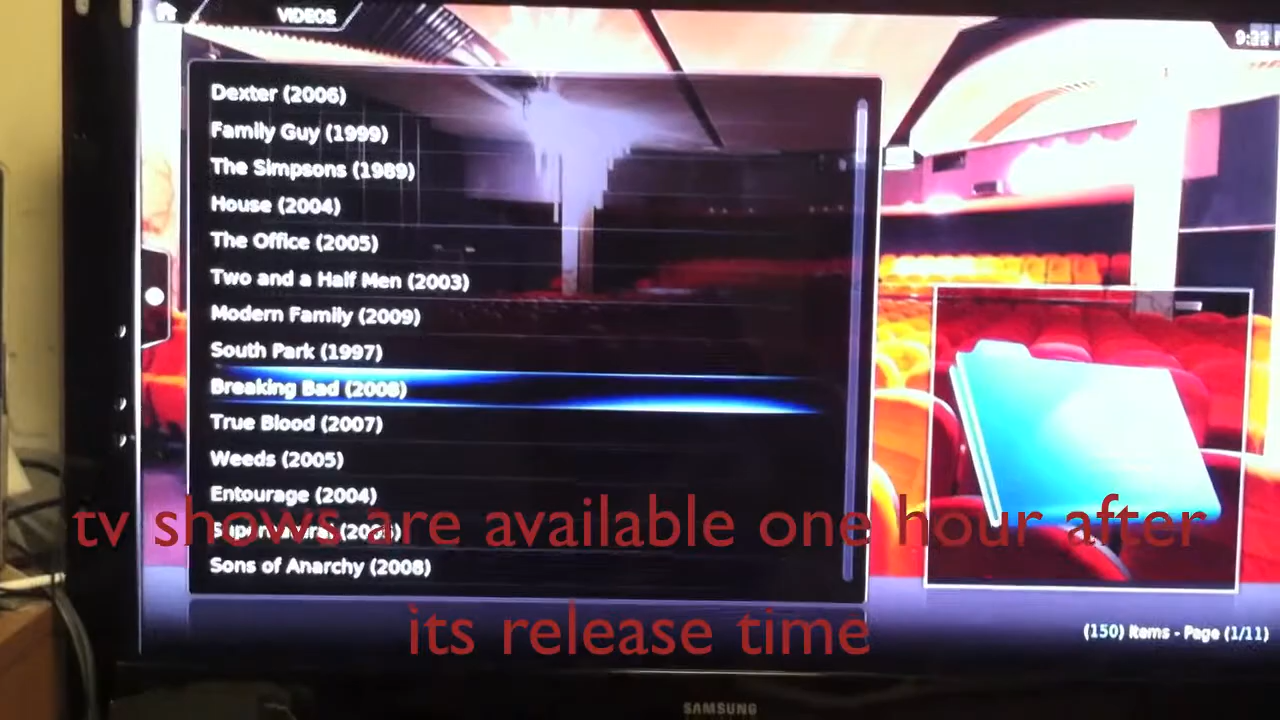 VIDEOS
Dexter (2006)
Family Guy (1999)
The Simpsons (1989)
House (2004)
The Office (2005)
Two and a Half Men (2003)
Modern Family (2009)
South Park (1997)
Breaking Bad (2008)
True Blood (2007)
Weeds (2005)
Entourage (2004)
Supernatural (2005)
Sons of Anarchy (2008)
tv shows are available one hour after
its release time
(150) Items - Page (1/11)
SAMSUNG